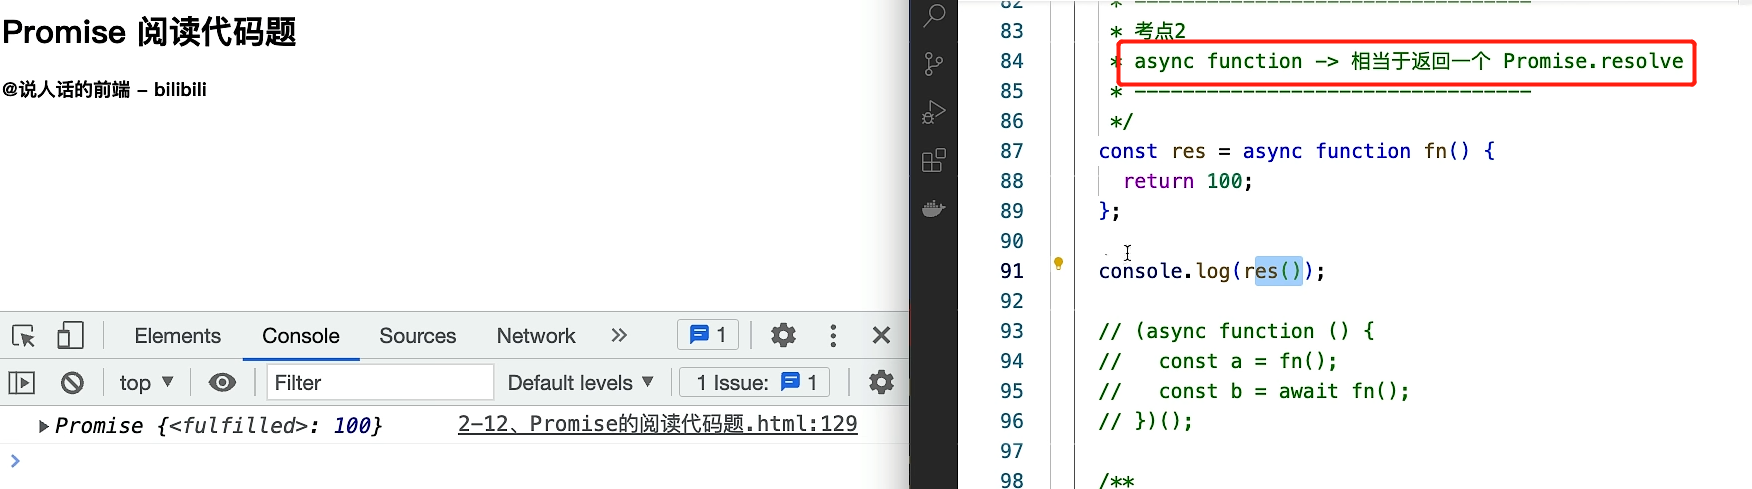 Promise 阅读代码题
@说人话的前端 – bilibili
Elements Console Sources Network » 1
top ▼ Filter Default levels ▼ 1 Issue: 1
▶Promise {<fulfilled>: 100} 2-12、Promise的阅读代码题.html:129
>
82 * ---------------------------------
83 * 考点2
84 * async function -> 相当于返回一个 Promise.resolve
85 * ---------------------------------
86 */
87 const res = async function fn() {
88 return 100;
89 };
90
91 console.log(res());
92
93 // (async function () {
94 // const a = fn();
95 // const b = await fn();
96 // })();
97
98 /**